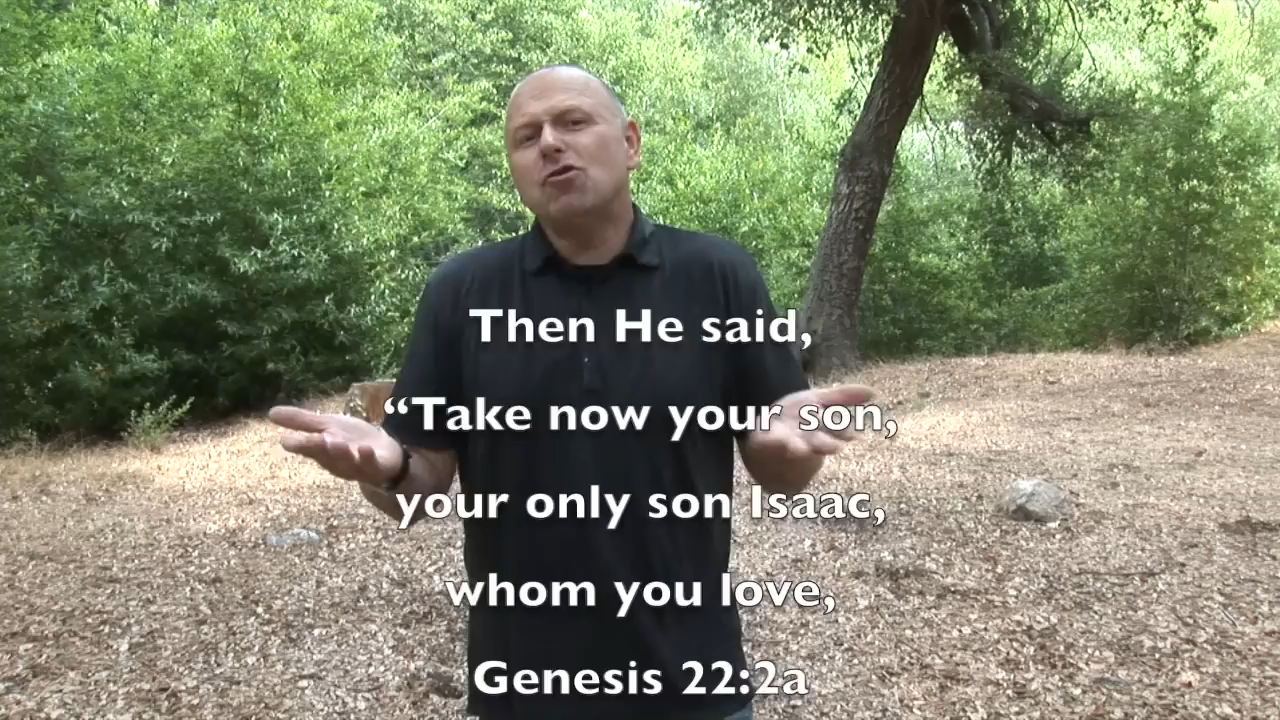 Then He said,
“Take now your son,
your only son Isaac,
whom you love,
Genesis 22:2a